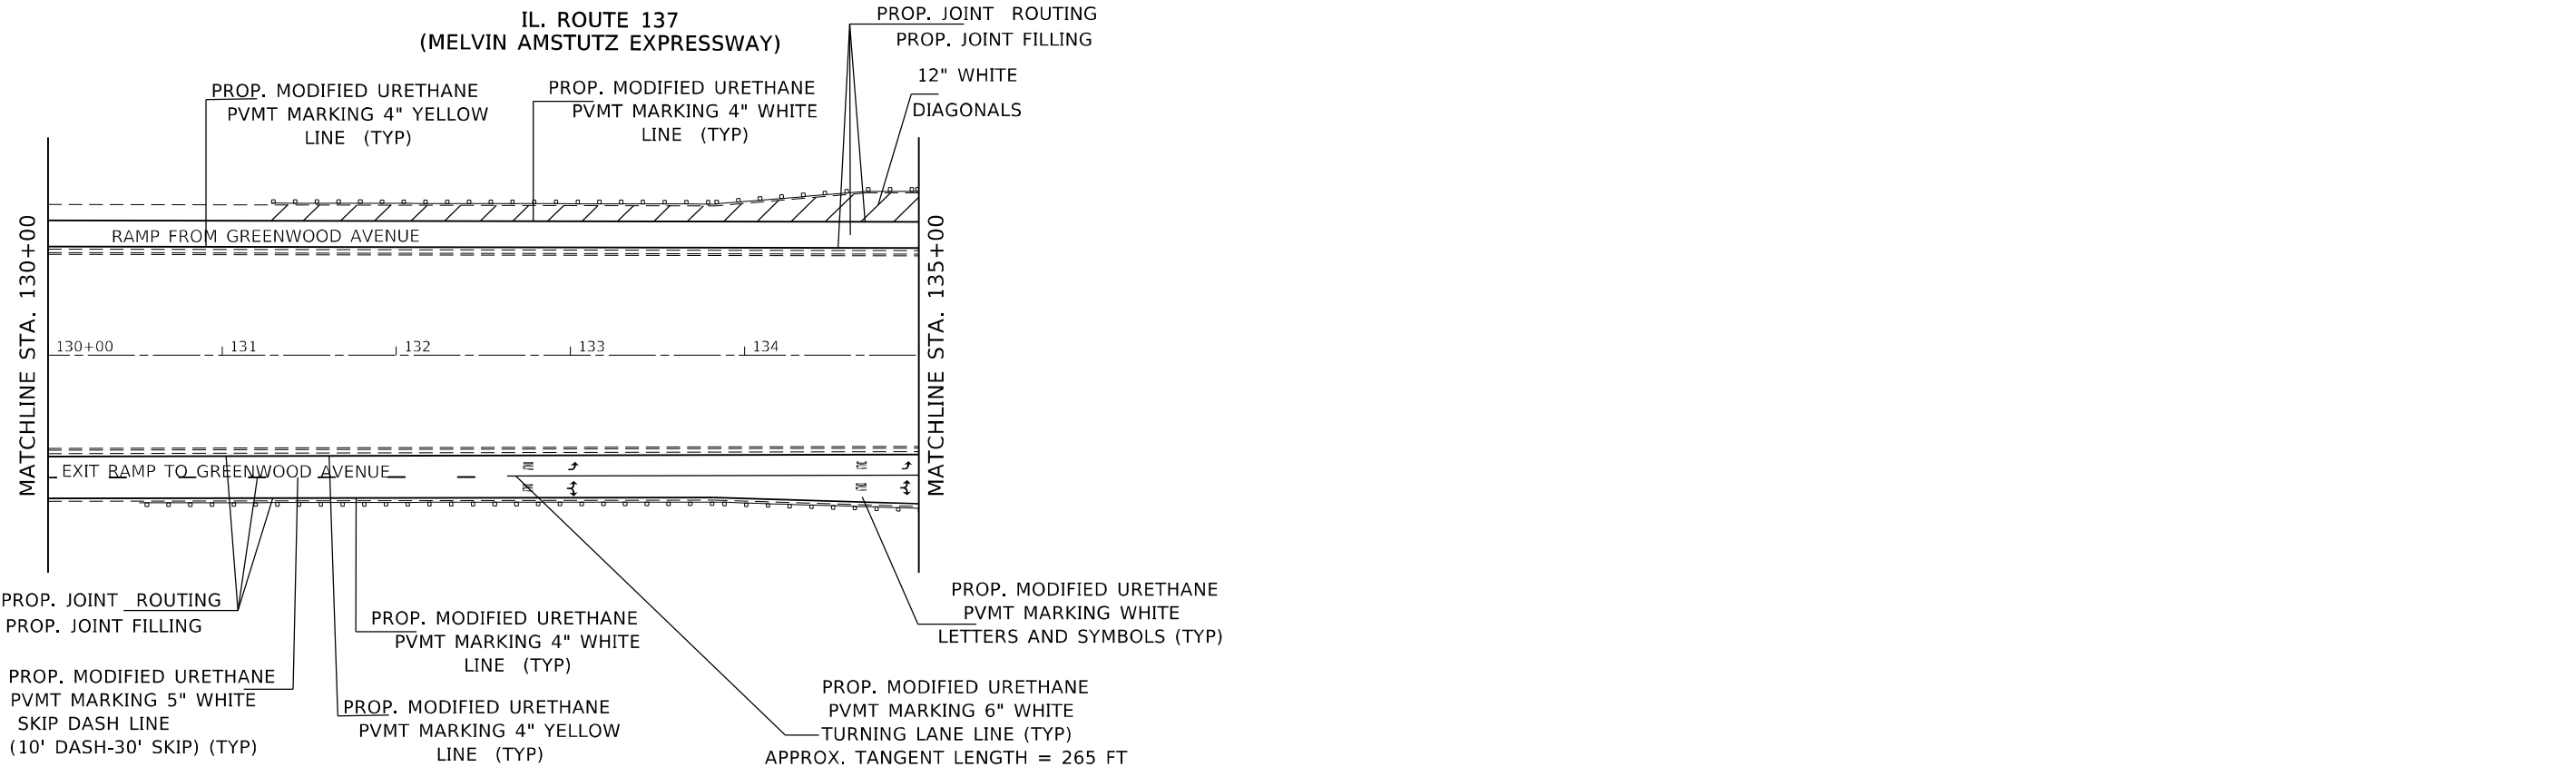 IL. ROUTE 137
(MELVIN AMSTUTZ EXPRESSWAY)
PROP. JOINT ROUTING
PROP. JOINT FILLING
12" WHITE
DIAGONALS
PROP. MODIFIED URETHANE
PVMT MARKING 4" YELLOW
LINE (TYP)
PROP. MODIFIED URETHANE
PVMT MARKING 4" WHITE
LINE (TYP)
MATCHLINE STA. 130+00
RAMP FROM GREENWOOD AVENUE
130+00
131
132
133
134
MATCHLINE STA. 135+00
EXIT RAMP TO GREENWOOD AVENUE
PROP. JOINT ROUTING
PROP. JOINT FILLING
PROP. MODIFIED URETHANE
PVMT MARKING 5" WHITE
SKIP DASH LINE
(10' DASH-30' SKIP) (TYP)
PROP. MODIFIED URETHANE
PVMT MARKING 4" WHITE
LINE (TYP)
PROP. MODIFIED URETHANE
PVMT MARKING 4" YELLOW
LINE (TYP)
PROP. MODIFIED URETHANE
PVMT MARKING 6" WHITE
TURNING LANE LINE (TYP)
APPROX. TANGENT LENGTH = 265 FT
PROP. MODIFIED URETHANE
PVMT MARKING WHITE
LETTERS AND SYMBOLS (TYP)